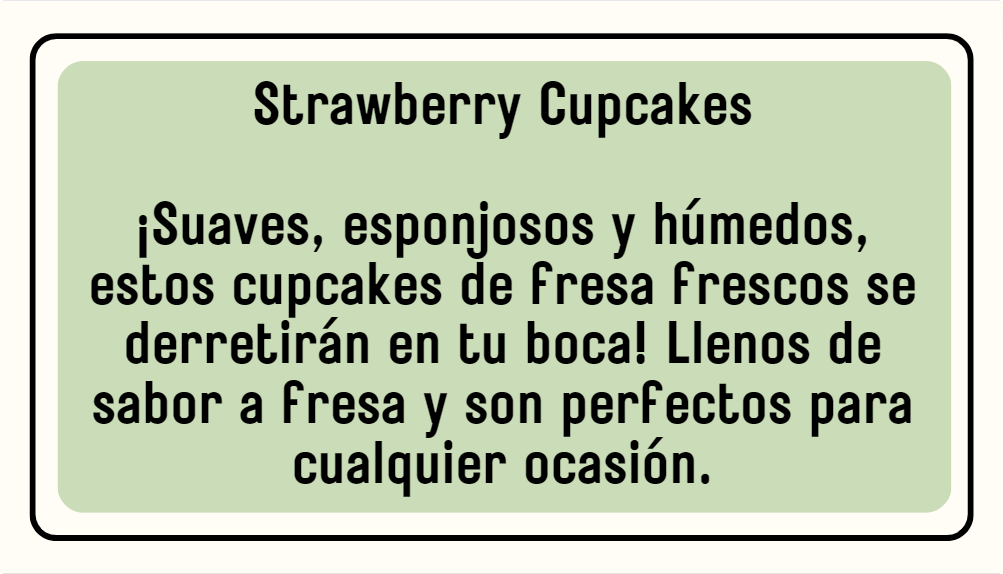 Strawberry Cupcakes
¡Suaves, esponjosos y húmedos,
estos cupcakes de fresa frescos se
derretirán en tu boca! Llenos de
sabor a fresa y son perfectos para
cualquier ocasión.